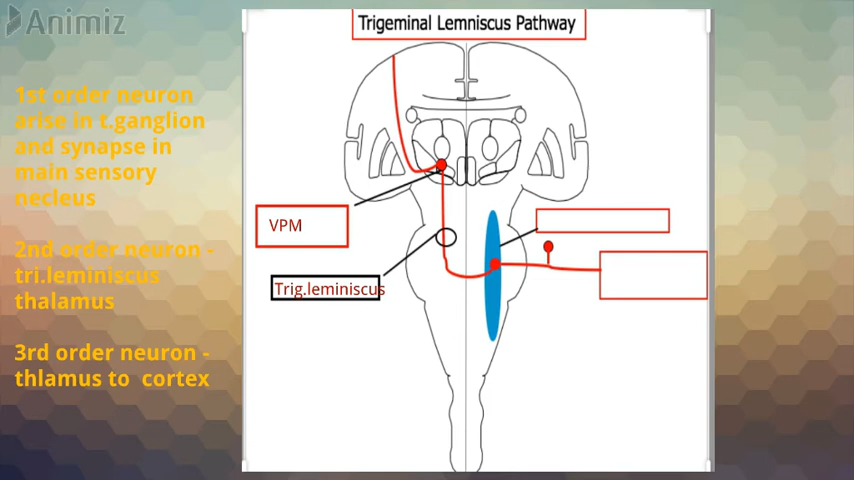 Animiz
Trigeminal Lemniscus Pathway
1st order neuron
arise in t.ganglion
and synapse in
main sensory
necleus
2nd order neuron -
tri.leminiscus
thalamus
3rd order neuron -
thlamus to cortex
VPM
Trig.leminiscus